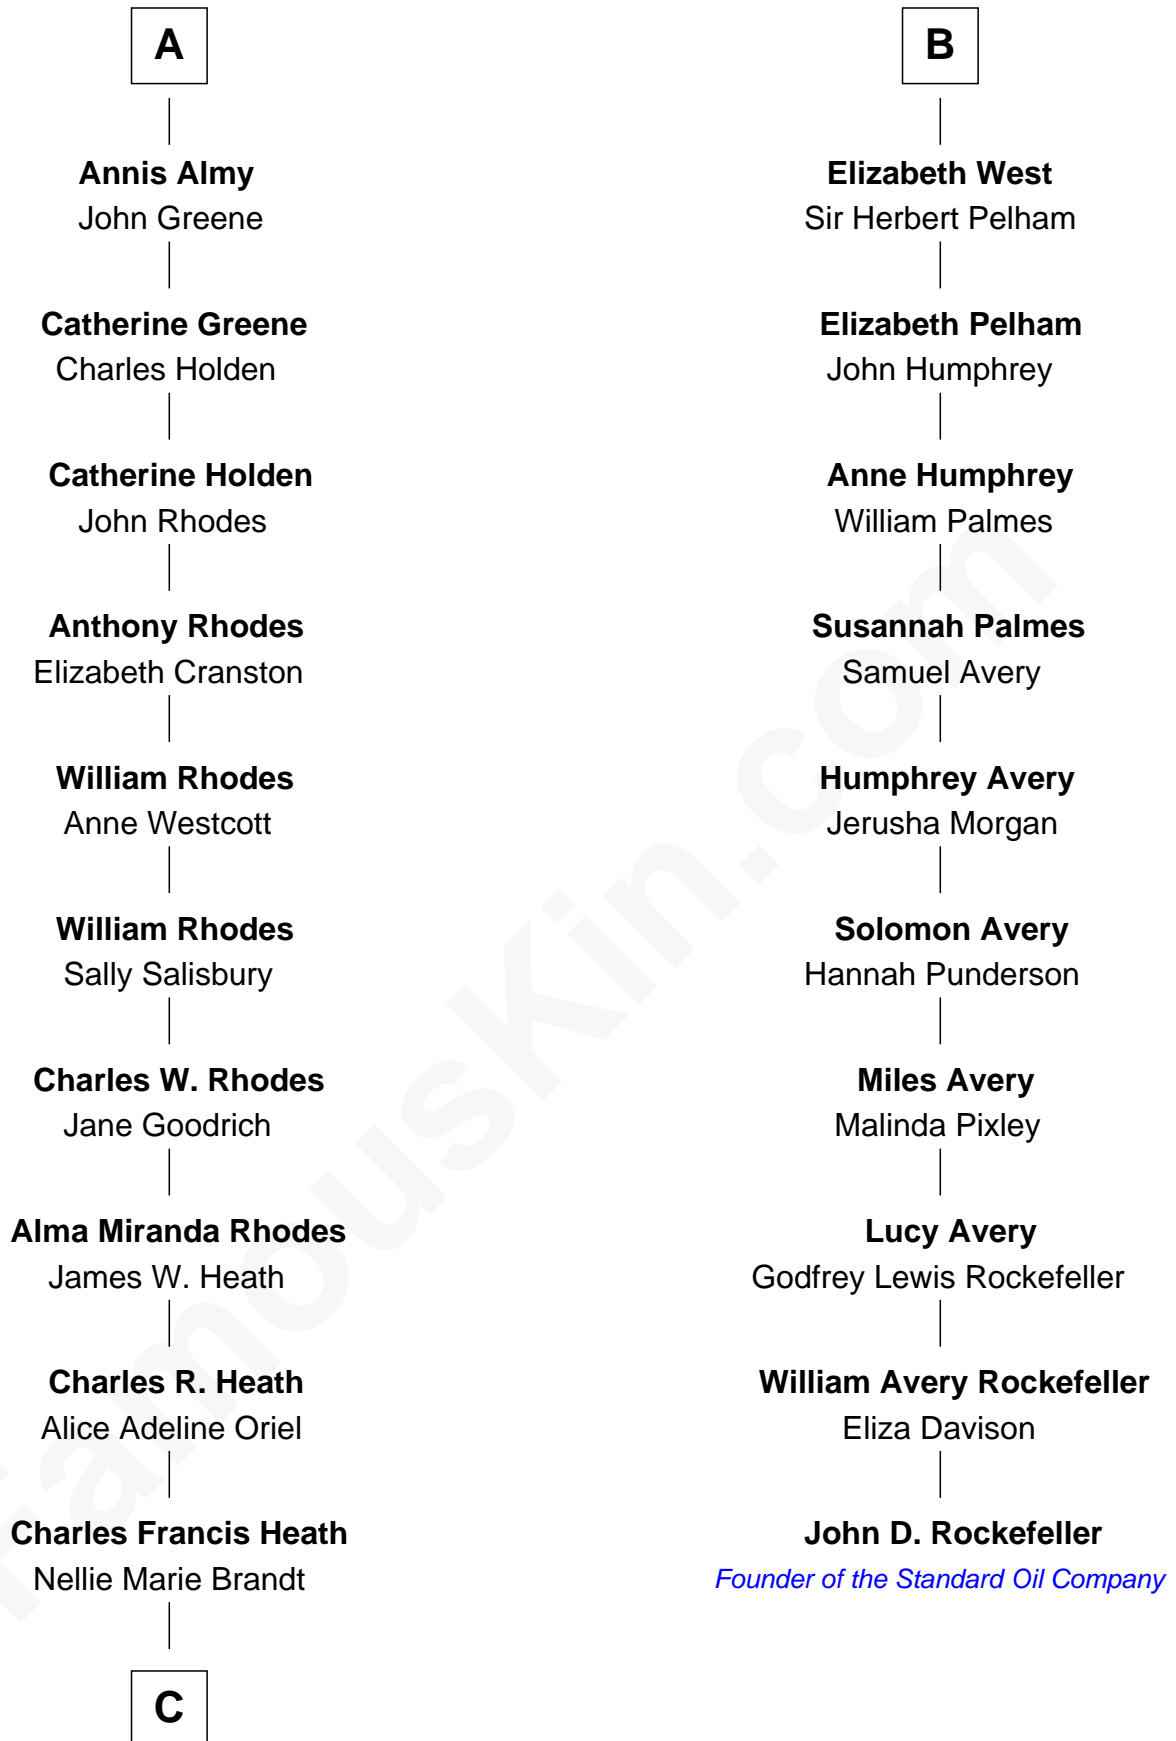 A
Annis Almy
John Greene
Catherine Greene
Charles Holden
Catherine Holden
John Rhodes
Anthony Rhodes
Elizabeth Cranston
William Rhodes
Anne Westcott
William Rhodes
Sally Salisbury
Charles W. Rhodes
Jane Goodrich
Alma Miranda Rhodes
James W. Heath
Charles R. Heath
Alice Adeline Oriel
Charles Francis Heath
Nellie Marie Brandt
C
B
Elizabeth West
Sir Herbert Pelham
Elizabeth Pelham
John Humphrey
Anne Humphrey
William Palmes
Susannah Palmes
Samuel Avery
Humphrey Avery
Jerusha Morgan
Solomon Avery
Hannah Punderson
Miles Avery
Malinda Pixley
Lucy Avery
Godfrey Lewis Rockefeller
William Avery Rockefeller
Eliza Davison
John D. Rockefeller
Founder of the Standard Oil Company
FamousKin.com